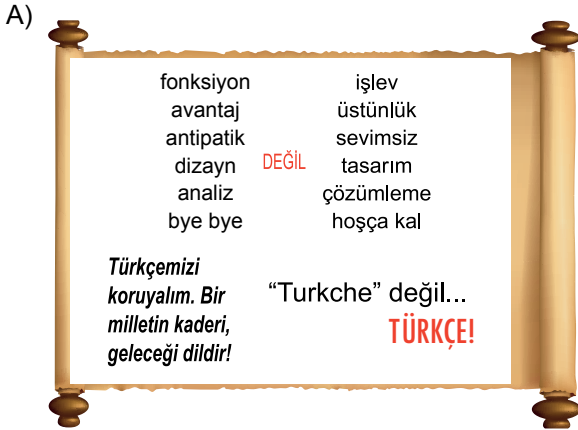 A)
fonksiyon işlev
avantaj üstünlük
antipatik sevimsiz
dizayn DEĞİL tasarım
analiz çözümleme
bye bye hoşça kal
Türkçemizi
koruyalım. Bir
milletin kaderi,
geleceği dildir!
“Turkche” değil...
TÜRKÇE!